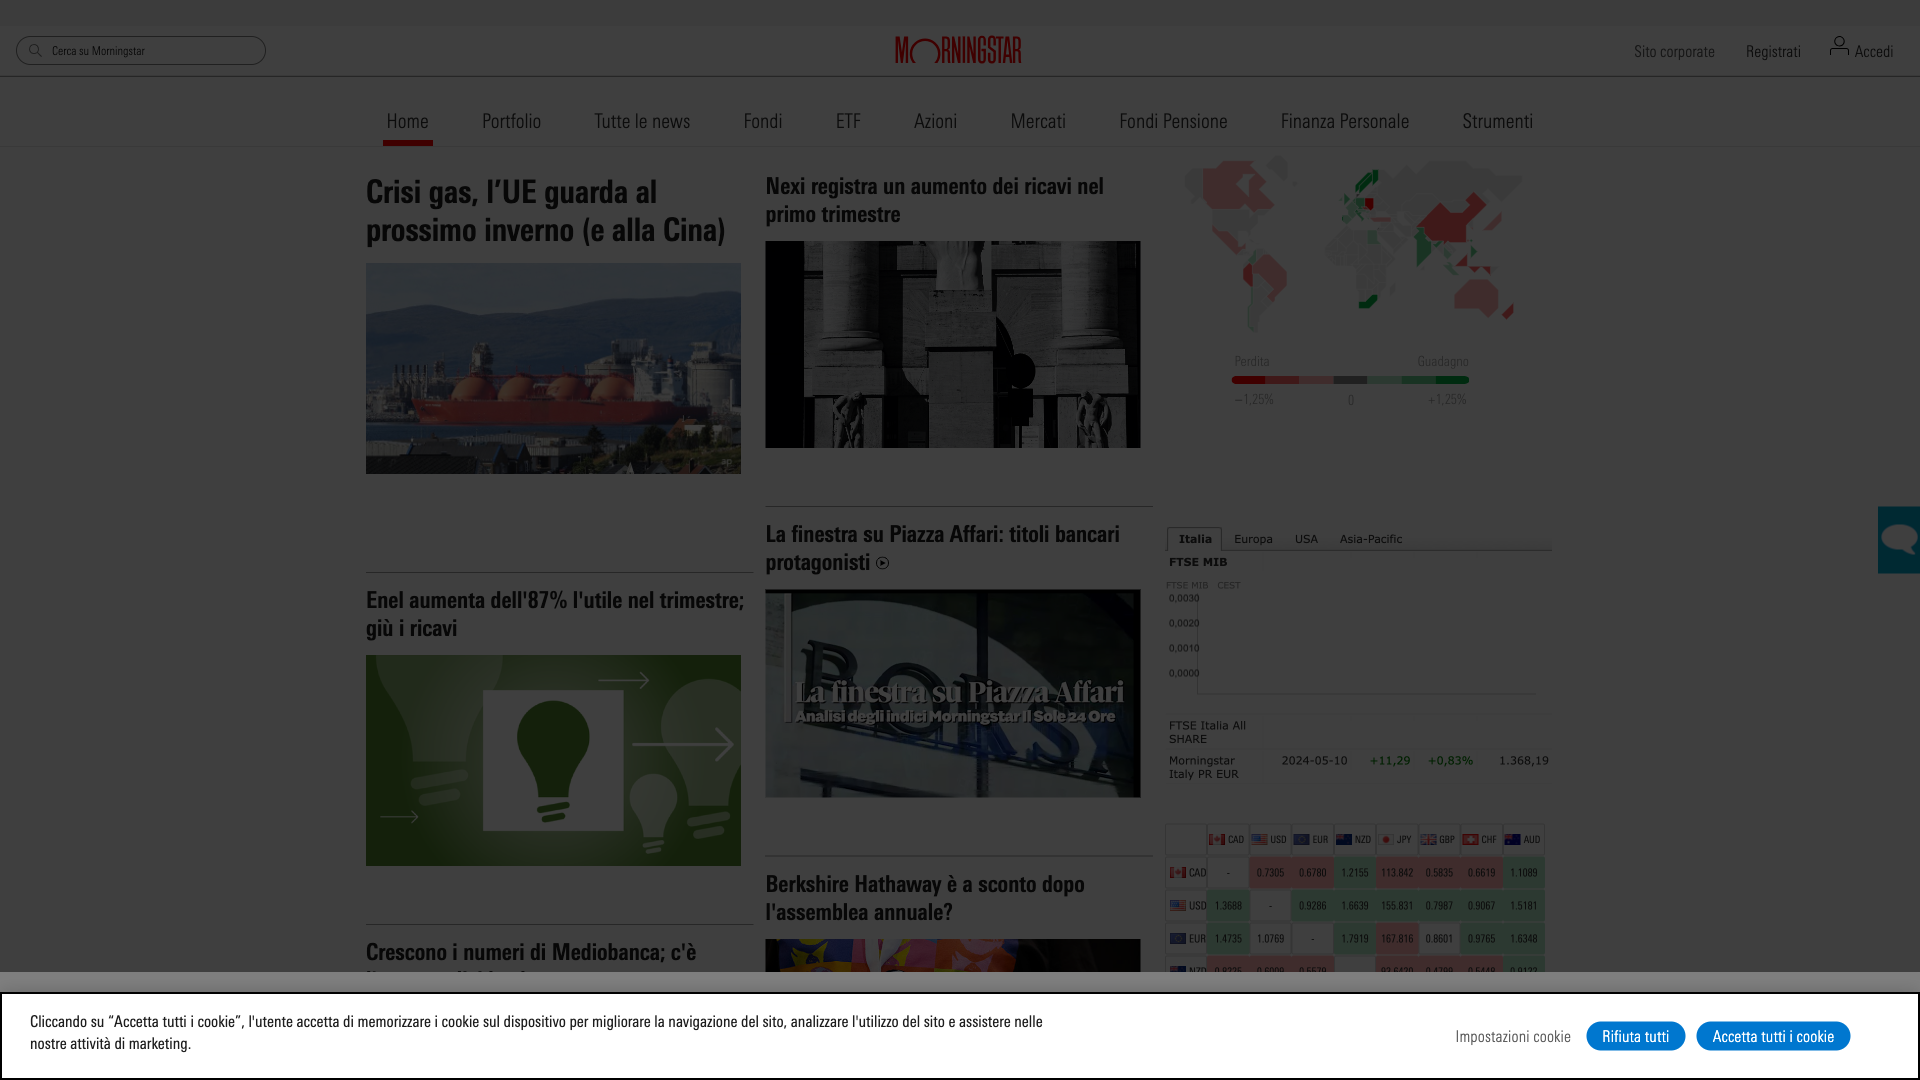 Cerca su Morningstar
MORNINGSTAR
Sito corporate
Registrati
Accedi
Home
Portfolio
Tutte le news
Fondi
ETF
Azioni
Mercati
Fondi Pensione
Finanza Personale
Strumenti
Crisi gas, l’UE guarda al
prossimo inverno (e alla Cina)
Enel aumenta dell'87% l'utile nel trimestre;
giù i ricavi
Crescono i numeri di Mediobanca; c'è
Nexi registra un aumento dei ricavi nel
primo trimestre
La finestra su Piazza Affari: titoli bancari
protagonisti
BORSA
La finestra su Piazza Affari
Analisi degli indici Morningstar Il Sole 24 Ore
Berkshire Hathaway è a sconto dopo
l'assemblea annuale?
Perdita Guadagno
−1,25% 0 +1,25%
Italia Europa USA Asia-Pacific
FTSE MIB
FTSE MIB CEST
0,0030
0,0020
0,0010
0,0000
FTSE Italia All
SHARE
Morningstar 2024-05-10 +11,29 +0,83% 1.368,19
Italy PR EUR
CAD USD EUR NZD JPY GBP CHF AUD
CAD - 0.7305 0.6780 1.2155 113.842 0.5835 0.6619 1.1089
USD 1.3688 - 0.9286 1.6639 155.831 0.7987 0.9067 1.5181
EUR 1.4735 1.0769 - 1.7919 167.816 0.8601 0.9765 1.6348
NZD
Cliccando su “Accetta tutti i cookie”, l'utente accetta di memorizzare i cookie sul dispositivo per migliorare la navigazione del sito, analizzare l'utilizzo del sito e assistere nelle
nostre attività di marketing.
Impostazioni cookie
Rifiuta tutti
Accetta tutti i cookie